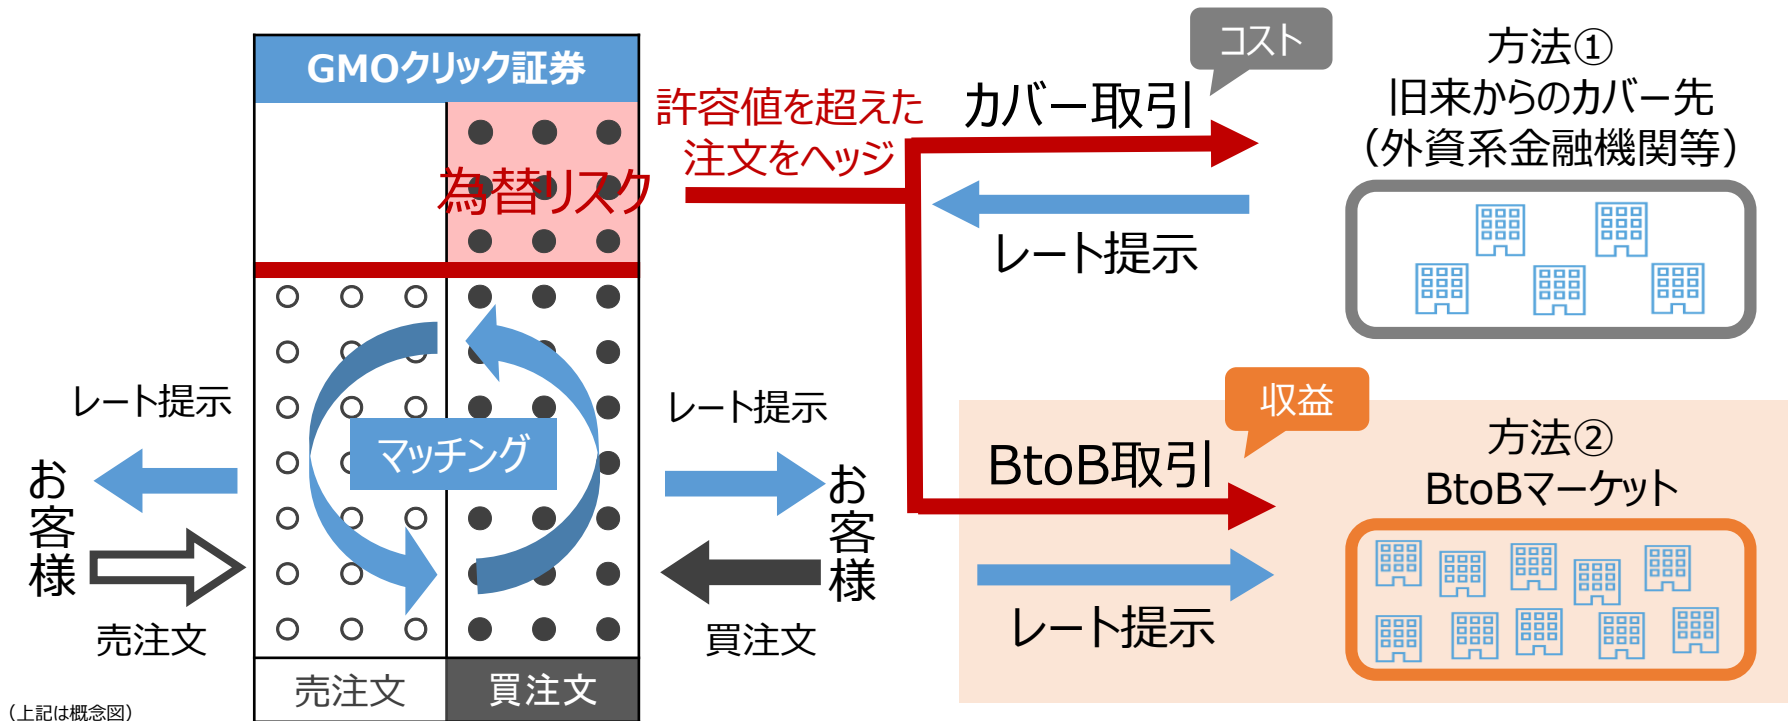 GMOクリック証券
為替リスク
マッチング
売注文
買注文
レート提示
お客様
売注文
レート提示
お客様
買注文
許容値を超えた
注文をヘッジ
コスト
カバー取引
レート提示
方法①
旧来からのカバー先
（外資系金融機関等）
収益
BtoB取引
レート提示
方法②
BtoBマーケット
（上記は概念図）